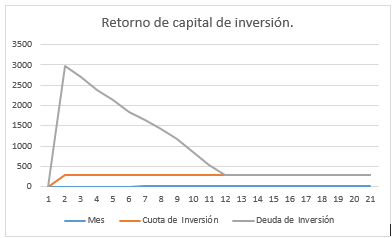 Retorno de capital de inversión.
3500
3000
2500
2000
1500
1000
500
0
1 2 3 4 5 6 7 8 9 10 11 12 13 14 15 16 17 18 19 20 21
Mes Cuota de Inversión Deuda de Inversión